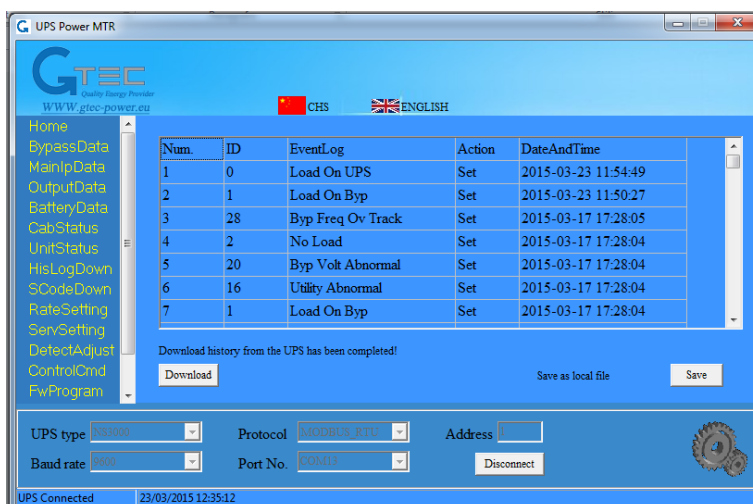 UPS Power MTR
GTEC
Quality Energy Provider
WWW.gtec-power.eu
CHS ENGLISH
Home
BypassData
MainIpData
OutputData
BatteryData
CabStatus
UnitStatus
HisLogDown
SCodeDown
RateSetting
ServSetting
DetectAdjust
ControlCmd
FwProgram
Num. ID EventLog Action DateAndTime
1 0 Load On UPS Set 2015-03-23 11:54:49
2 1 Load On Byp Set 2015-03-23 11:50:27
3 28 Byp Freq Ov Track Set 2015-03-17 17:28:05
4 2 No Load Set 2015-03-17 17:28:04
5 20 Byp Volt Abnormal Set 2015-03-17 17:28:04
6 16 Utility Abnormal Set 2015-03-17 17:28:04
7 1 Load On Byp Set 2015-03-17 17:28:04
Download history from the UPS has been completed!
Download Save as local file Save
UPS type NS3000 Protocol MODBUS_RTU Address
Baud rate 9600 Port No. COM13 Disconnect
UPS Connected 23/03/2015 12:35:12